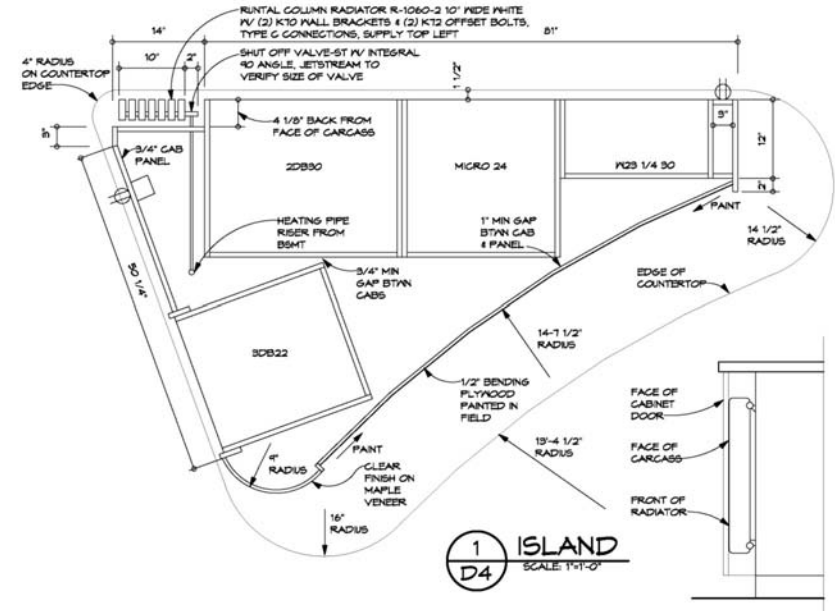 RUNTAL COLUMN RADIATOR R-1060-2 10" WIDE WHITE
W/ (2) K10 WALL BRACKETS & (2) K12 OFFSET BOLTS,
TYPE C CONNECTIONS, SUPPLY TOP LEFT
14"
81"
10"
2"
SHUT OFF VALVE-ST W/ INTEGRAL
90 ANGLE, JETSTREAM TO
VERIFY SIZE OF VALVE
4" RADIUS
ON COUNTERTOP
EDGE
1 1/2"
3"
4 1/8" BACK FROM
FACE OF CARCASS
3"
12"
2"
3/4" CAB
PANEL
2DB30
MICRO 24
W23 1/4 30
PAINT
14 1/2"
RADIUS
HEATING PIPE
RISER FROM
BSMT
1" MIN GAP
BTWN CAB
& PANEL
EDGE OF
COUNTERTOP
50 1/4"
3/4" MIN
GAP BTWN
CABS
14'-7 1/2"
RADIUS
3DB22
1/2" BENDING
PLYWOOD
PAINTED IN
FIELD
FACE OF
CABINET
DOOR
13'-4 1/2"
RADIUS
FACE OF
CARCASS
PAINT
9"
RADIUS
CLEAR
FINISH ON
MAPLE
VENEER
FRONT OF
RADIATOR
16"
RADIUS
1
D4
ISLAND
SCALE: 1"=1'-0"